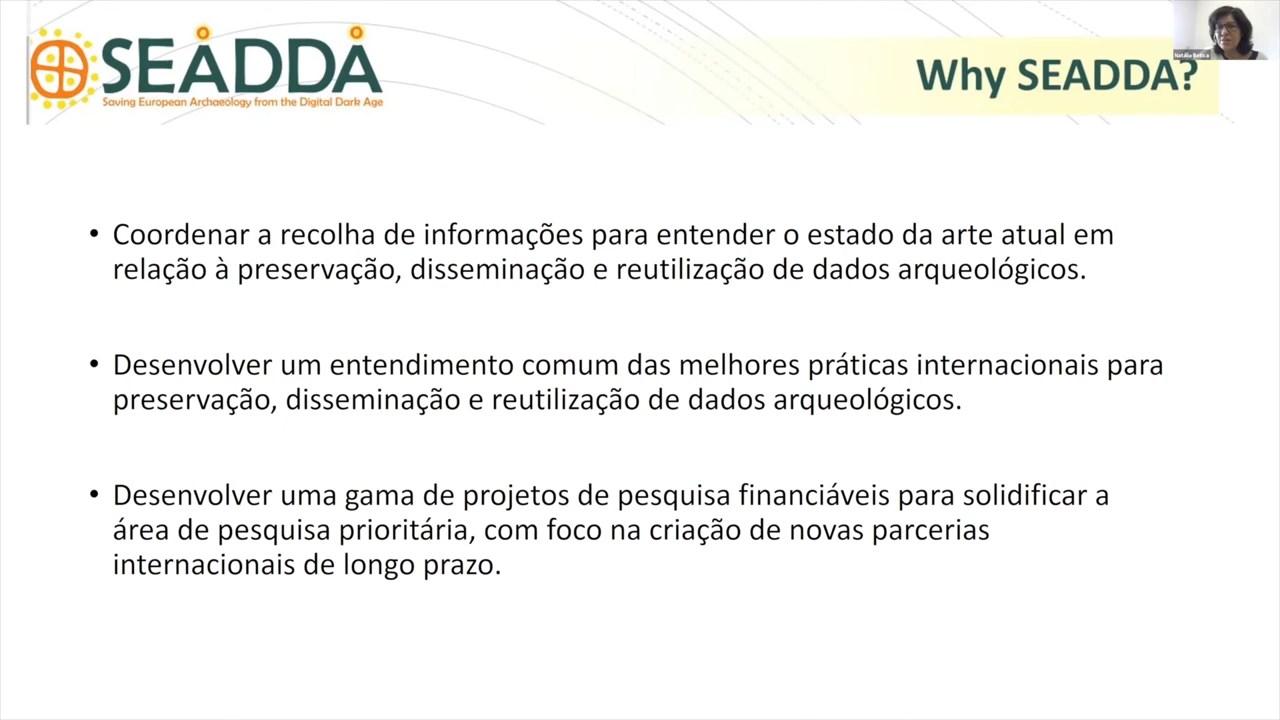 SEADDA
Saving European Archaeology from the Digital Dark Age
Why SEADDA?
Natália Botica
• Coordenar a recolha de informações para entender o estado da arte atual em
relação à preservação, disseminação e reutilização de dados arqueológicos.
• Desenvolver um entendimento comum das melhores práticas internacionais para
preservação, disseminação e reutilização de dados arqueológicos.
• Desenvolver uma gama de projetos de pesquisa financiáveis para solidificar a
área de pesquisa prioritária, com foco na criação de novas parcerias
internacionais de longo prazo.